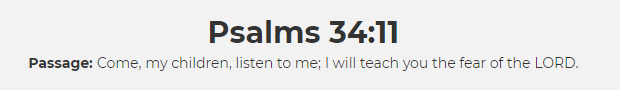 Psalms 34:11
Passage: Come, my children, listen to me; I will teach you the fear of the LORD.